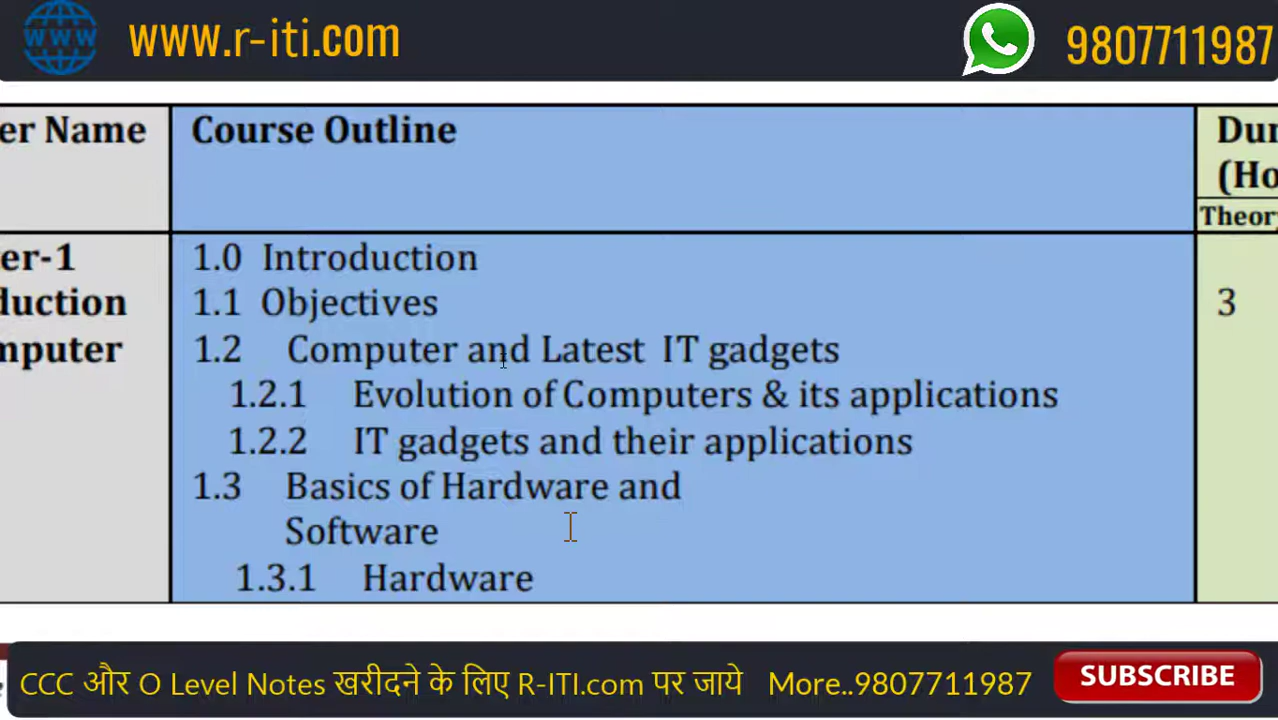 www www.r-iti.com 9807711987
er Name Course Outline Dur
(Ho
Theor
er-1 1.0 Introduction
duction 1.1 Objectives 3
mputer 1.2 Computer and Latest IT gadgets
1.2.1 Evolution of Computers & its applications
1.2.2 IT gadgets and their applications
1.3 Basics of Hardware and
Software
1.3.1 Hardware
CCC और O Level Notes खरीदने के लिए R-ITI.com पर जाये More..9807711987 SUBSCRIBE